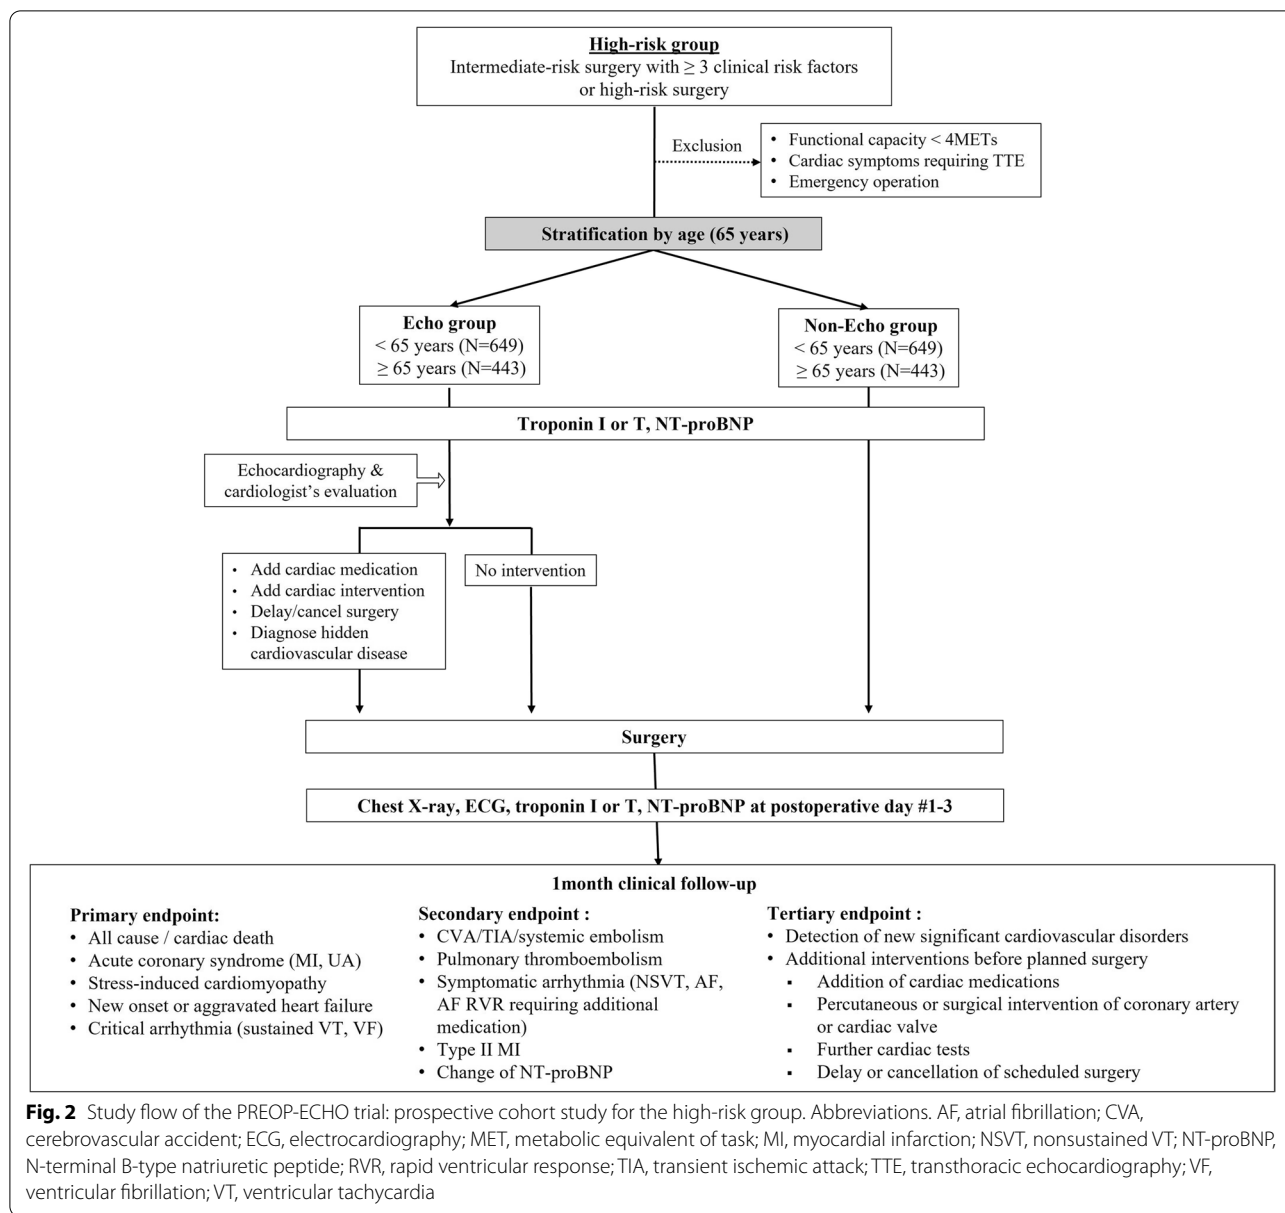 High-risk group
Intermediate-risk surgery with ≥ 3 clinical risk factors
or high-risk surgery
Exclusion
• Functional capacity < 4METs
• Cardiac symptoms requiring TTE
• Emergency operation
Stratification by age (65 years)
Echo group
< 65 years (N=649)
≥ 65 years (N=443)
Non-Echo group
< 65 years (N=649)
≥ 65 years (N=443)
Troponin I or T, NT-proBNP
Echocardiography &
cardiologist's evaluation
• Add cardiac medication
• Add cardiac intervention
• Delay/cancel surgery
• Diagnose hidden
cardiovascular disease
No intervention
Surgery
Chest X-ray, ECG, troponin I or T, NT-proBNP at postoperative day #1-3
1month clinical follow-up
Primary endpoint:
• All cause / cardiac death
• Acute coronary syndrome (MI, UA)
• Stress-induced cardiomyopathy
• New onset or aggravated heart failure
• Critical arrhythmia (sustained VT, VF)
Secondary endpoint :
• CVA/TIA/systemic embolism
• Pulmonary thromboembolism
• Symptomatic arrhythmia (NSVT, AF,
AF RVR requiring additional
medication)
• Type II MI
• Change of NT-proBNP
Tertiary endpoint :
• Detection of new significant cardiovascular disorders
• Additional interventions before planned surgery
▪ Addition of cardiac medications
▪ Percutaneous or surgical intervention of coronary artery
or cardiac valve
▪ Further cardiac tests
▪ Delay or cancellation of scheduled surgery
Fig. 2 Study flow of the PREOP-ECHO trial: prospective cohort study for the high-risk group. Abbreviations. AF, atrial fibrillation; CVA,
cerebrovascular accident; ECG, electrocardiography; MET, metabolic equivalent of task; MI, myocardial infarction; NSVT, nonsustained VT; NT-proBNP,
N-terminal B-type natriuretic peptide; RVR, rapid ventricular response; TIA, transient ischemic attack; TTE, transthoracic echocardiography; VF,
ventricular fibrillation; VT, ventricular tachycardia